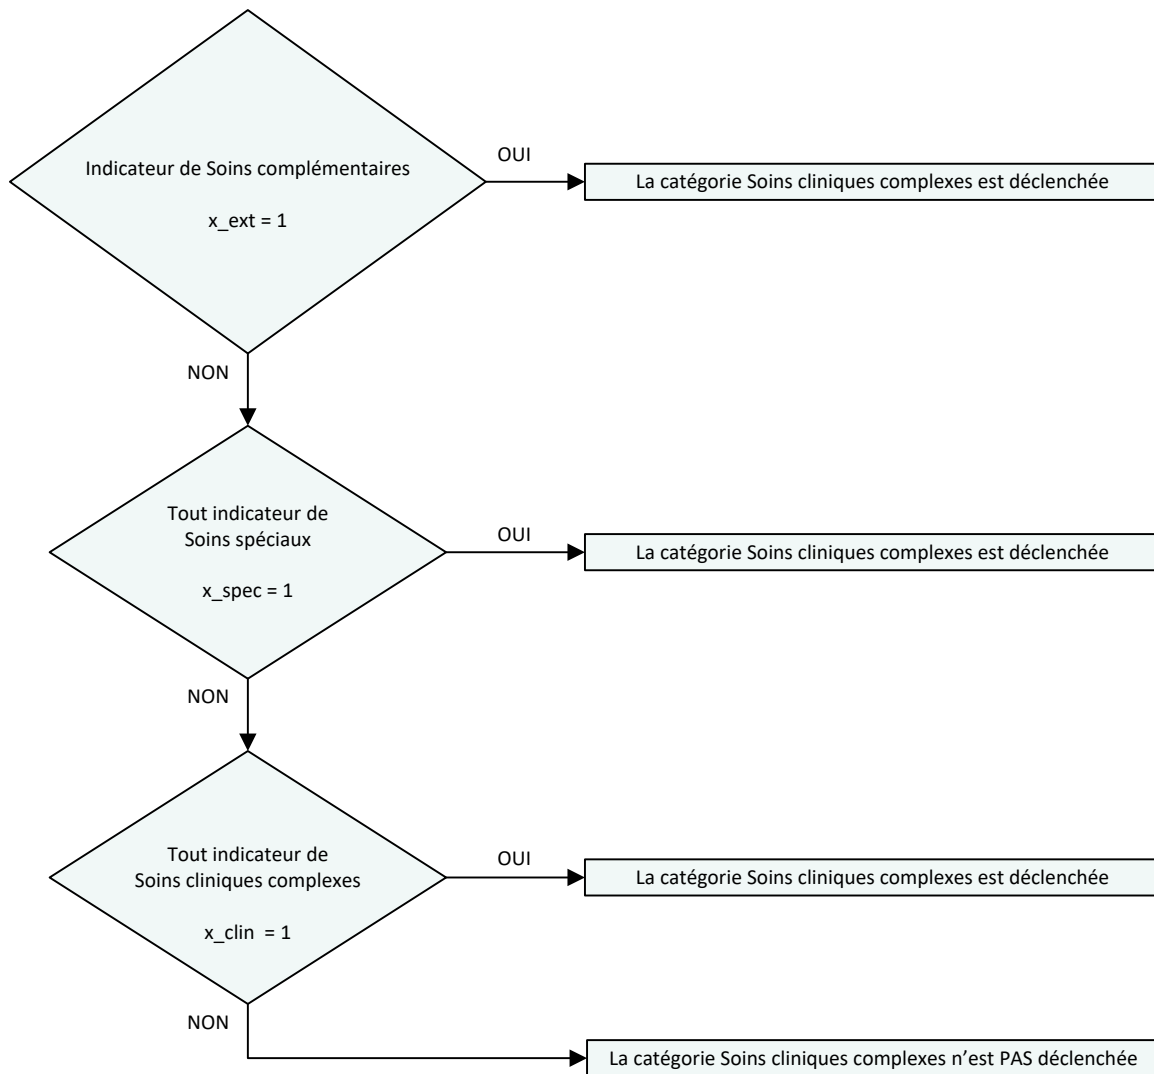 Indicateur de Soins complémentaires
x_ext = 1
OUI
La catégorie Soins cliniques complexes est déclenchée
NON
Tout indicateur de
Soins spéciaux
x_spec = 1
OUI
La catégorie Soins cliniques complexes est déclenchée
NON
Tout indicateur de
Soins cliniques complexes
x_clin = 1
OUI
La catégorie Soins cliniques complexes est déclenchée
NON
La catégorie Soins cliniques complexes n’est PAS déclenchée